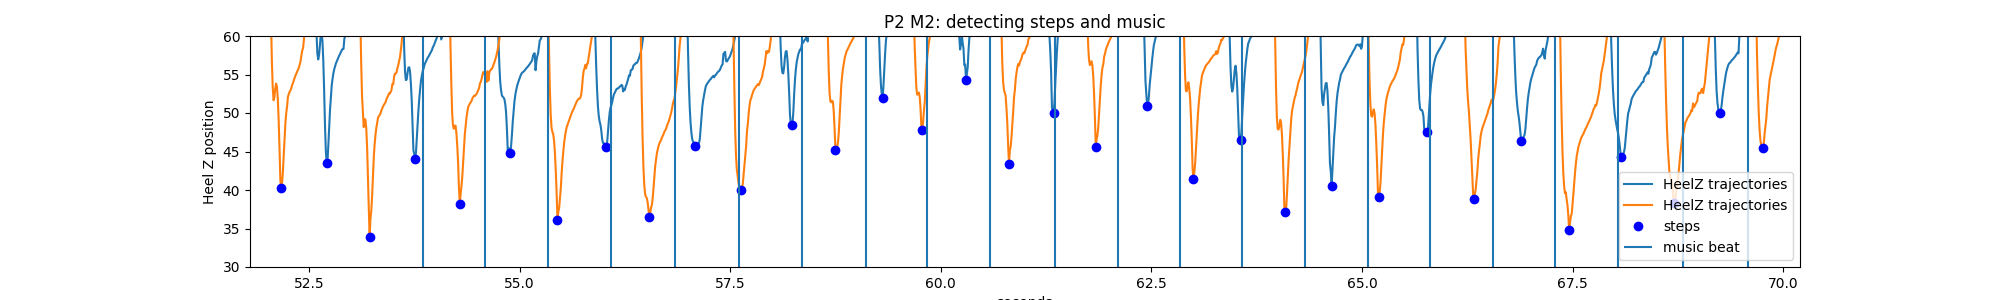 P2 M2: detecting steps and music
Heel Z position
60
55
50
45
40
35
30
52.5 55.0 57.5 60.0 62.5 65.0 67.5 70.0
HeelZ trajectories
HeelZ trajectories
steps
music beat